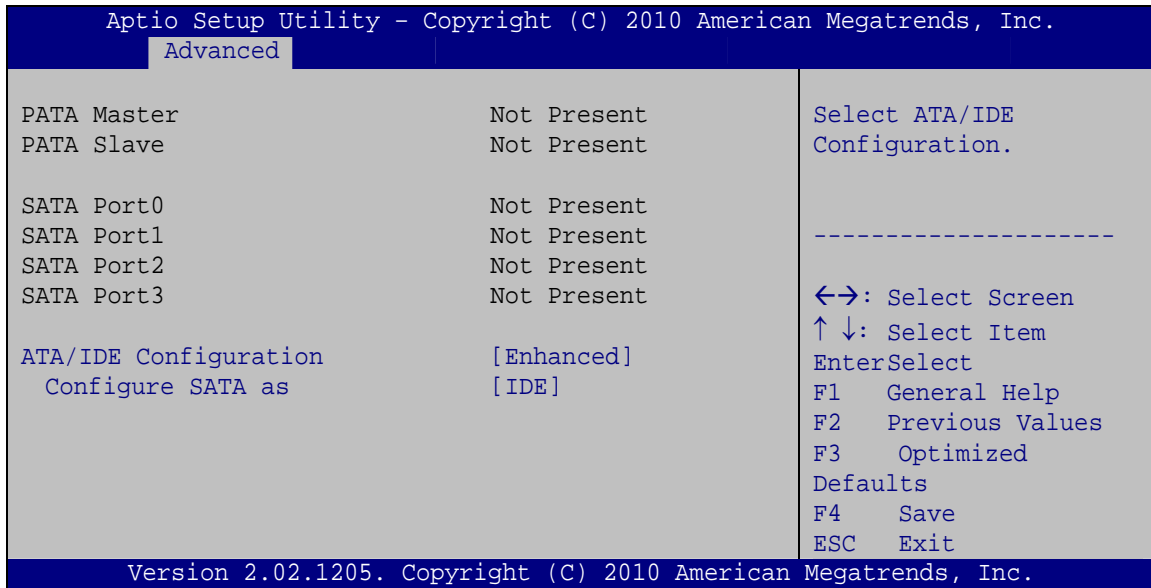 Aptio Setup Utility – Copyright (C) 2010 American Megatrends, Inc.
Advanced
PATA Master Not Present
PATA Slave Not Present
SATA Port0 Not Present
SATA Port1 Not Present
SATA Port2 Not Present
SATA Port3 Not Present
ATA/IDE Configuration [Enhanced]
Configure SATA as [IDE]
Select ATA/IDE
Configuration.
---------------------
←→: Select Screen
↑ ↓: Select Item
EnterSelect
F1 General Help
F2 Previous Values
F3 Optimized
Defaults
F4 Save
ESC Exit
Version 2.02.1205. Copyright (C) 2010 American Megatrends, Inc.